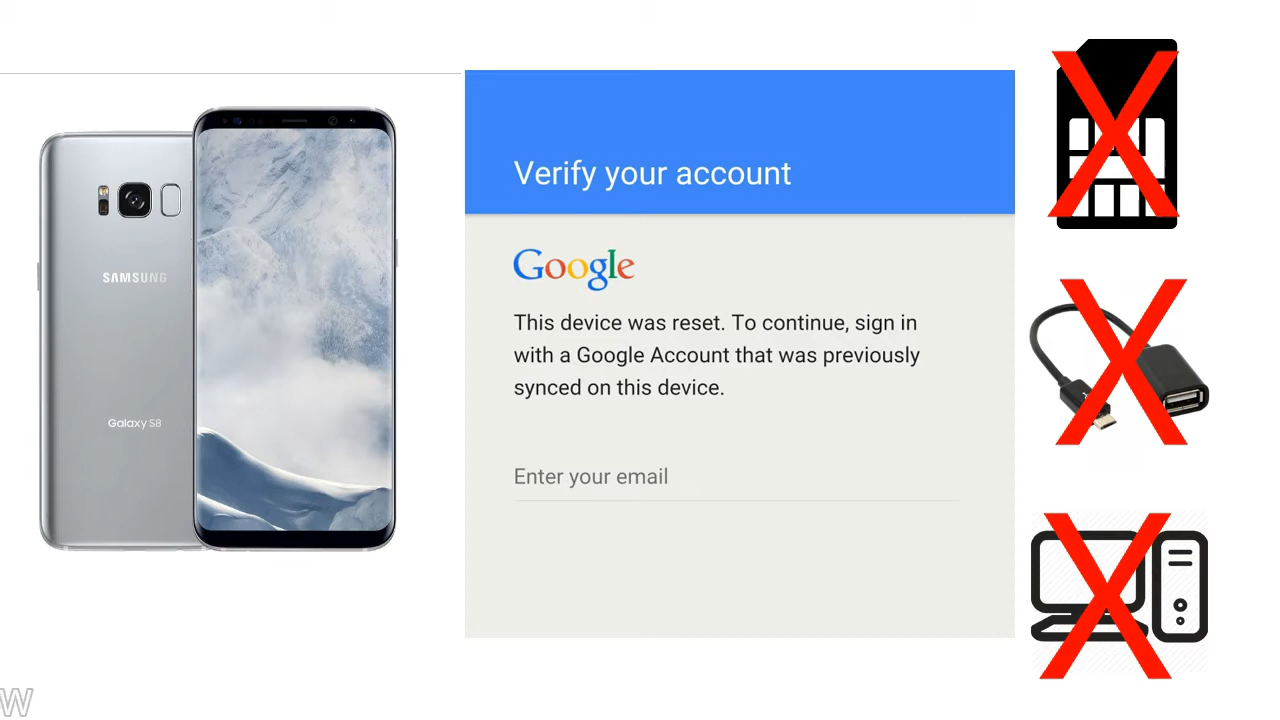 SAMSUNG
Galaxy S8
Verify your account
Google
This device was reset. To continue, sign in
with a Google Account that was previously
synced on this device.
Enter your email
W